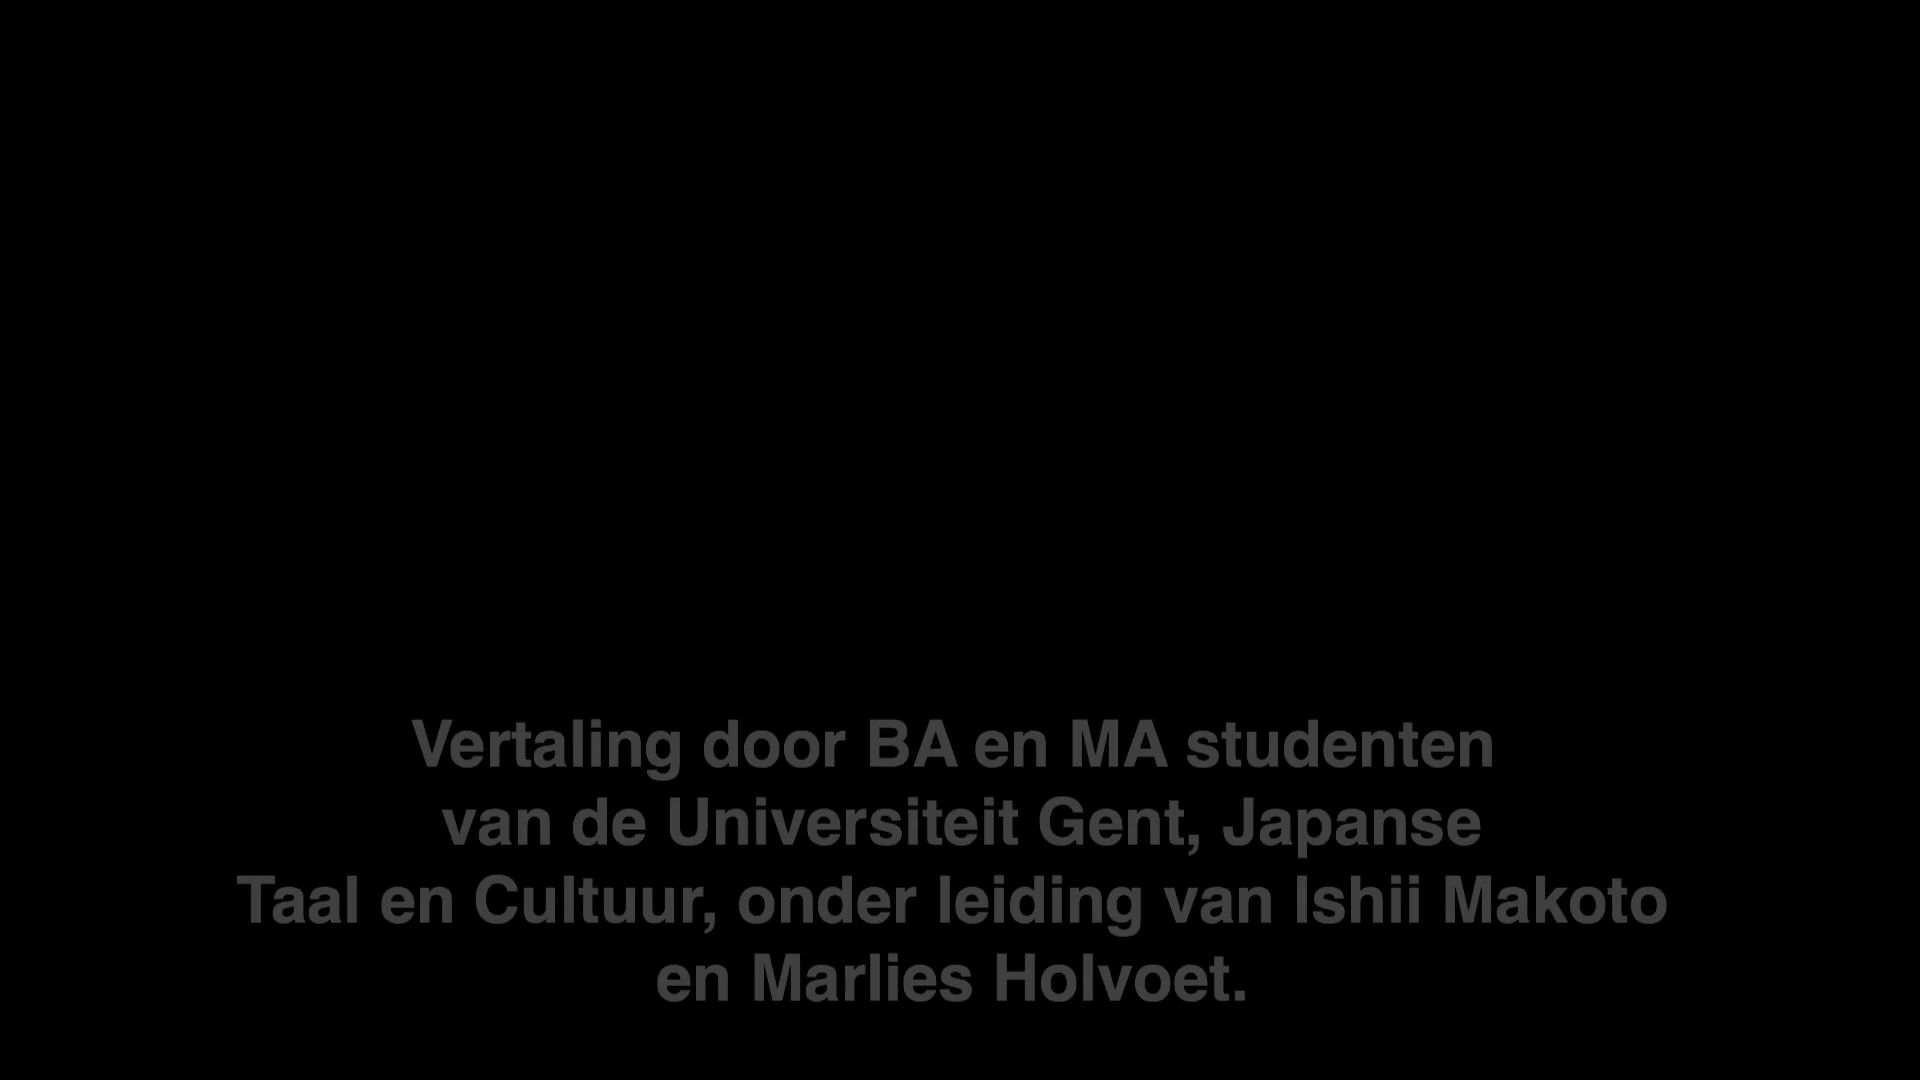 Vertaling door BA en MA studenten
van de Universiteit Gent, Japanse
Taal en Cultuur, onder leiding van Ishii Makoto
en Marlies Holvoet.